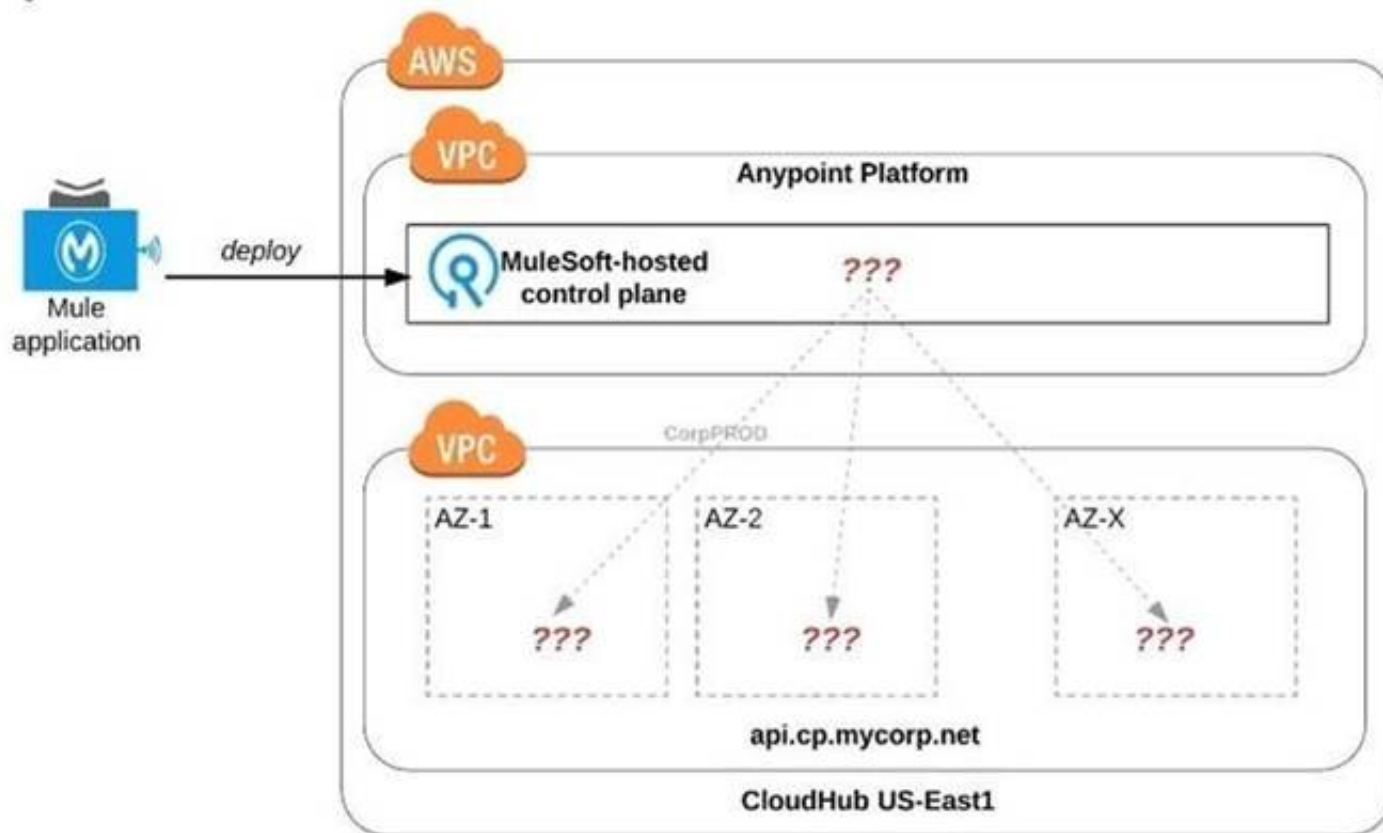 AWS
VPC
Anypoint Platform
deploy
MuleSoft-hosted
control plane
???
Mule
application
VPC
CorpPROD
AZ-1
AZ-2
AZ-X
???
???
???
api.cp.mycorp.net
CloudHub US-East1